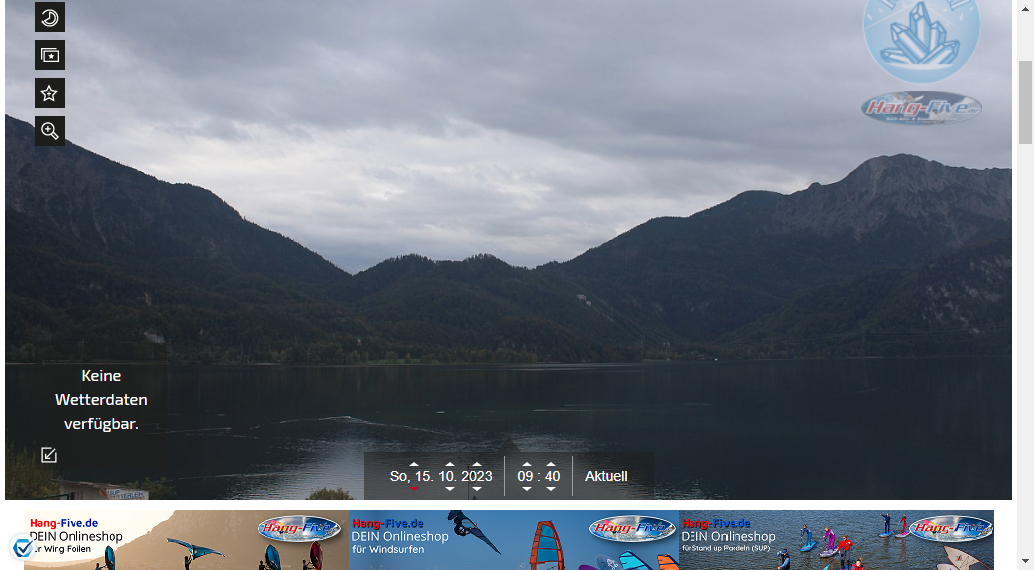 Hang-Five
Keine
Wetterdaten
verfügbar.
So, 15. 10. 2023 09 : 40 Aktuell
Hang-Five.de
DEIN Onlineshop
für Wing Foilen
Hang-Five
Hang-Five.de
DEIN Onlineshop
für Windsurfen
Hang-Five
Hang-Five.de
DEIN Onlineshop
für Stand up Paddeln (SUP)
Hang-Five